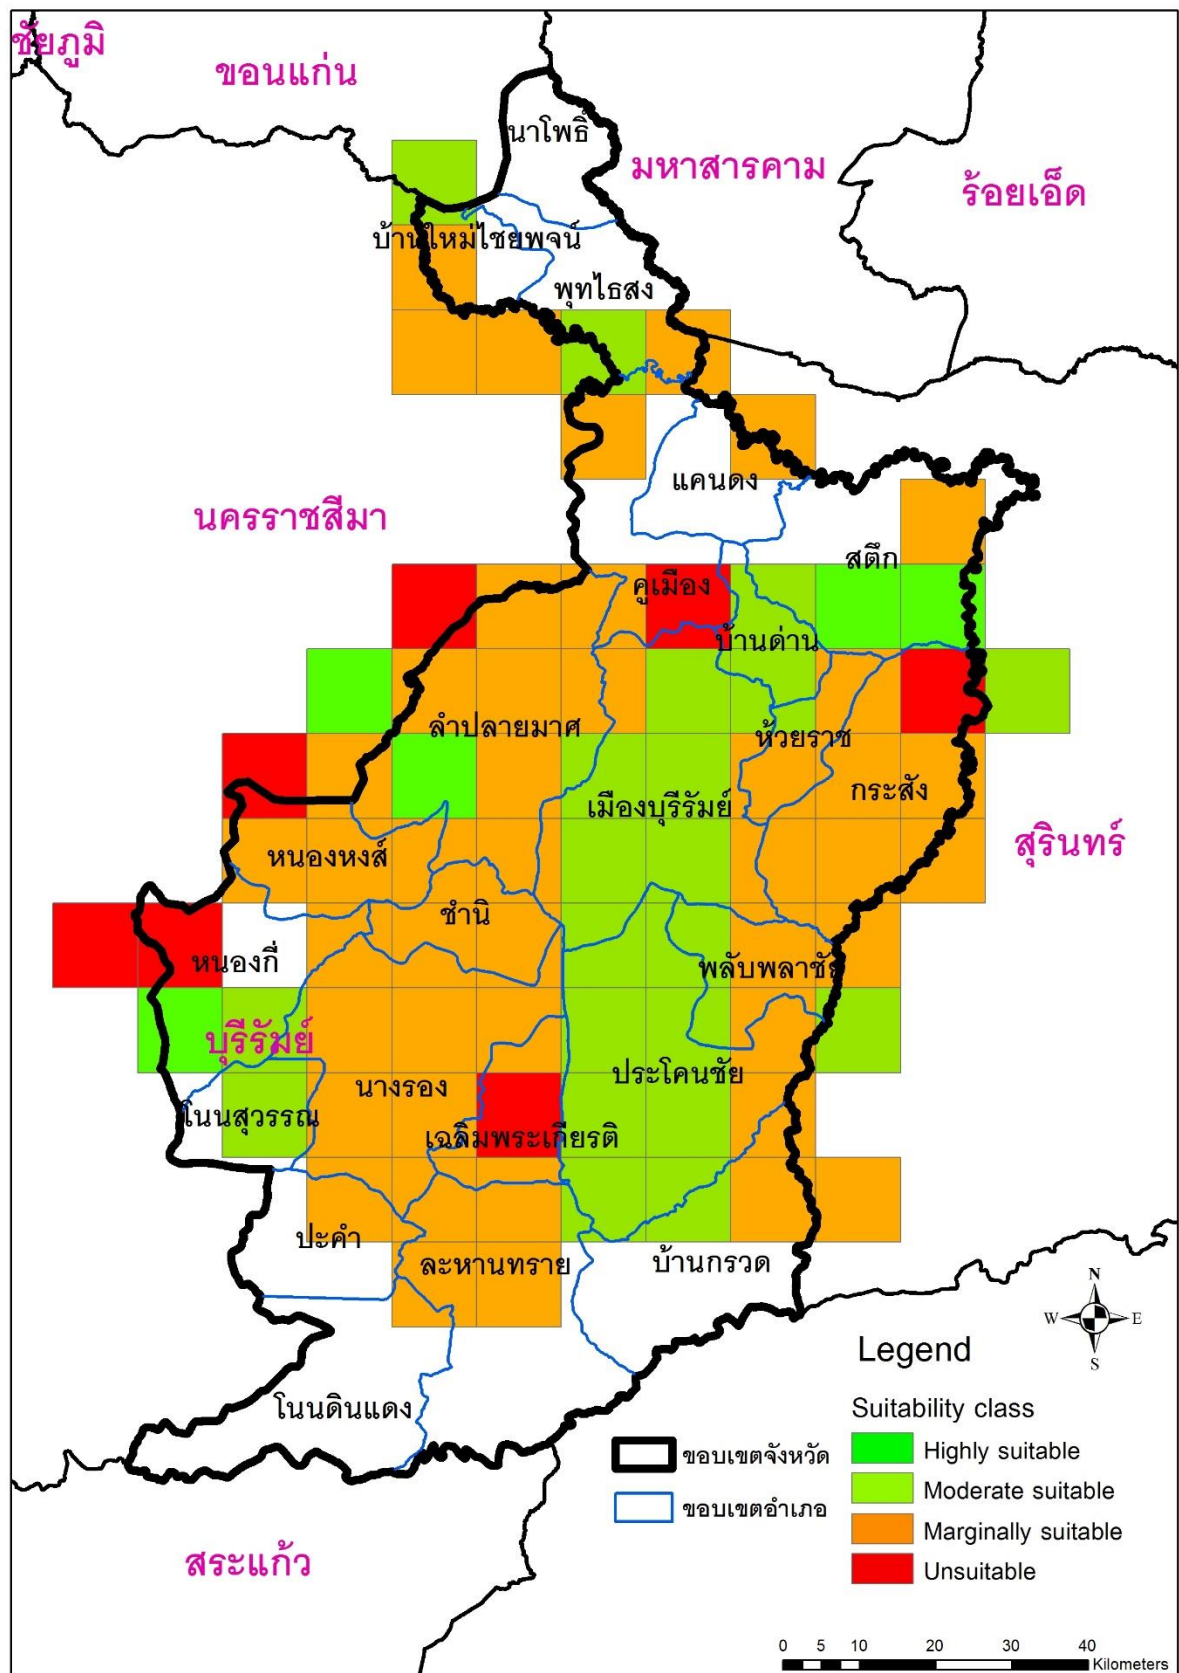 ชัยภูมิ
ขอนแก่น
นาโพธิ์
มหาสารคาม
ร้อยเอ็ด
บ้านใหม่ไชยพจน์
พุทไธสง
แคนดง
นครราชสีมา
สตึก
คูเมือง
บ้านด่าน
ลำปลายมาศ
ห้วยราช
กระสัง
เมืองบุรีรัมย์
สุรินทร์
หนองหงส์
ชำนิ
หนองกี่
พลับพลาชัย
บุรีรัมย์
นางรอง
ประโคนชัย
โนนสุวรรณ
เฉลิมพระเกียรติ
ปะคำ
ละหานทราย
บ้านกรวด
N
W
E
S
โนนดินแดง
Legend
Suitability class
ขอบเขตจังหวัด
Highly suitable
Moderate suitable
ขอบเขตอำเภอ
Marginally suitable
Unsuitable
สระแก้ว
0 5 10 20 30 40
Kilometers